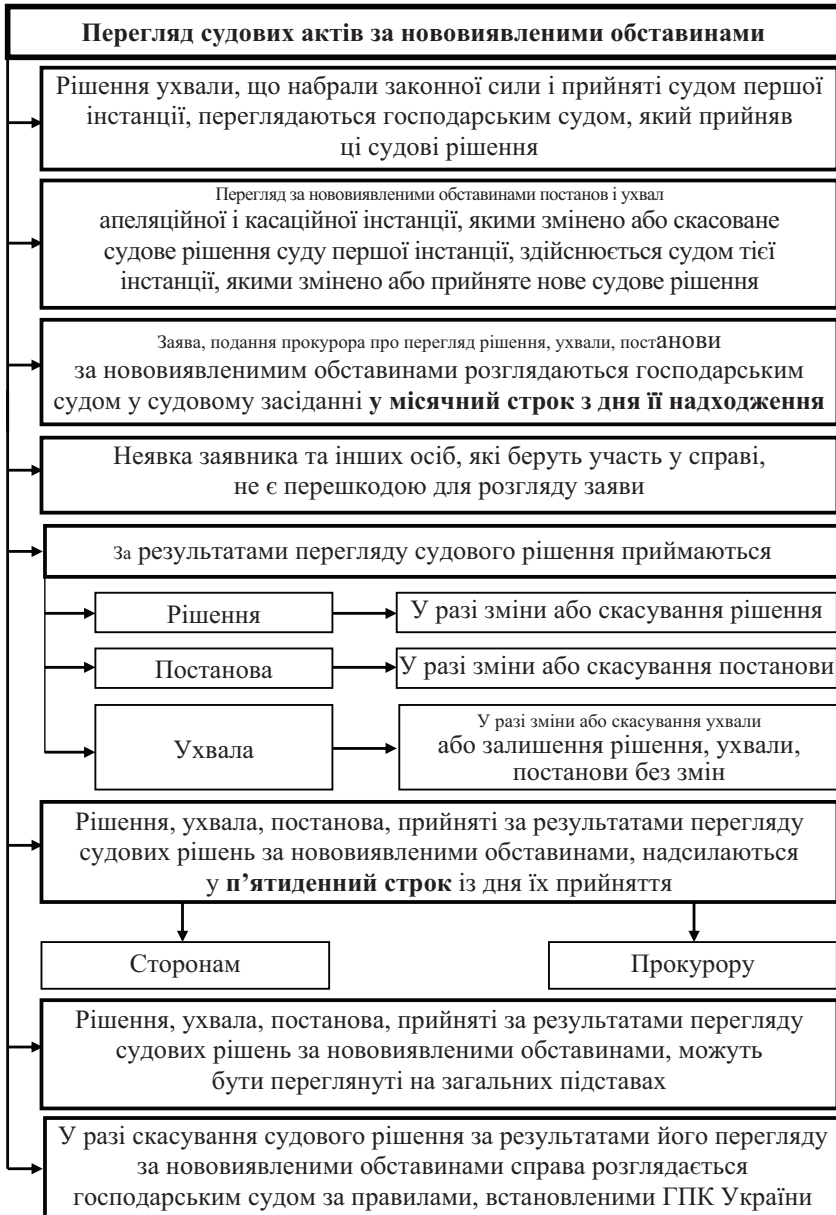 Перегляд судових актів за нововиявленими обставинами
Рішення ухвали, що набрали законної сили і прийняті судом першої
інстанції, переглядаються господарським судом, який прийняв
ці судові рішення
Перегляд за нововиявленими обставинами постанов і ухвал
апеляційної і касаційної інстанції, якими змінено або скасоване
судове рішення суду першої інстанції, здійснюється судом тієї
інстанції, якими змінено або прийняте нове судове рішення
Заява, подання прокурора про перегляд рішення, ухвали, постанови
за нововиявленим обставинами розглядаються господарським
судом у судовому засіданні у місячний строк з дня її надходження
Неявка заявника та інших осіб, які беруть участь у справі,
не є перешкодою для розгляду заяви
За результатами перегляду судового рішення приймаються
Рішення
У разі зміни або скасування рішення
Постанова
У разі зміни або скасування постанови
Ухвала
У разі зміни або скасування ухвали
або залишення рішення, ухвали,
постанови без змін
Рішення, ухвала, постанова, прийняті за результатами перегляду
судових рішень за нововиявленими обставинами, надсилаються
у п’ятиденний строк із дня їх прийняття
Сторонам
Прокурору
Рішення, ухвала, постанова, прийняті за результатами перегляду
судових рішень за нововиявленими обставинами, можуть
бути переглянуті на загальних підставах
У разі скасування судового рішення за результатами його перегляду
за нововиявленими обставинами справа розглядається
господарським судом за правилами, встановленими ГПК України